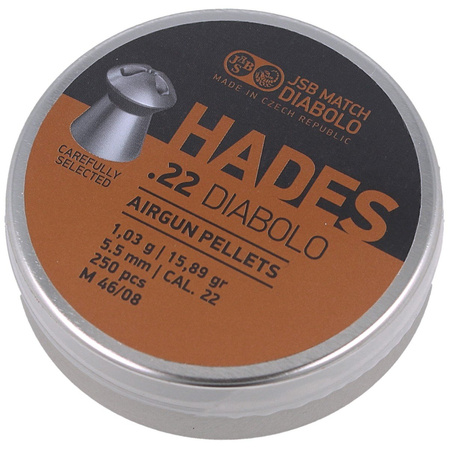 JSB
JSB MATCH
DIABOLO
MADE IN CZECH REPUBLIC
HADES
.22 DIABOLO
AIRGUN PELLETS
1,03 g | 15,89 gr
5.5 mm | CAL. 22
250 pcs
M 46/08
CAREFULLY
SELECTED